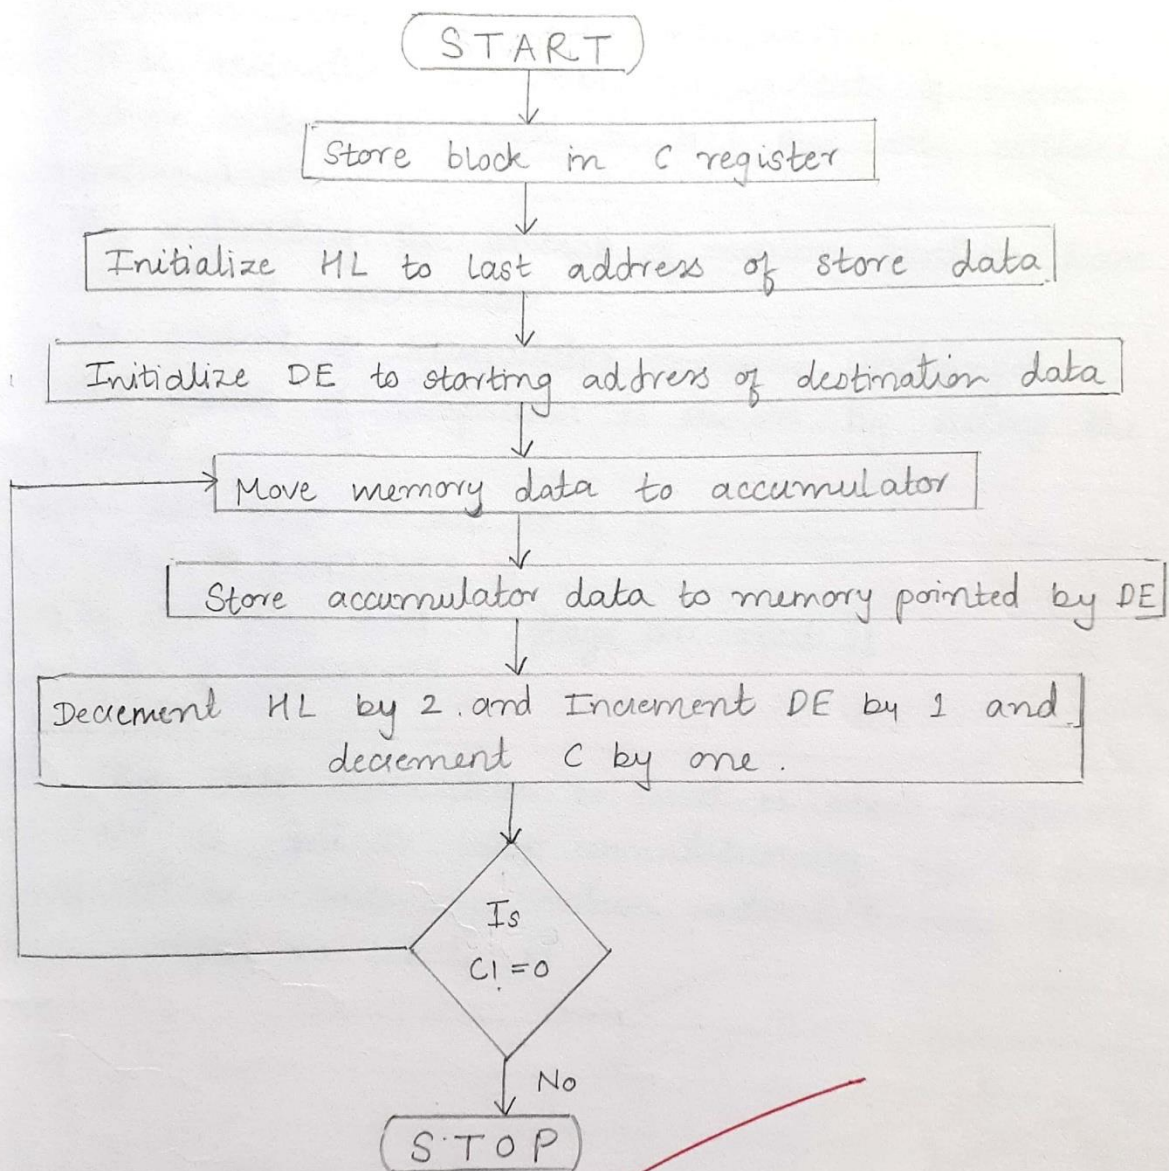 START
Store block in C register
Initialize HL to last address of store data
Initialize DE to starting address of destination data
Move memory data to accumulator
Store accumulator data to memory pointed by DE
Decrement HL by 2. and Increment DE by 1 and
decrement C by one.
Is
C!=0
No
STOP